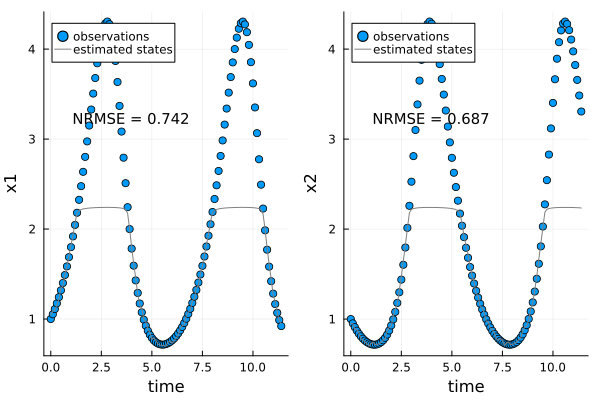 observations
estimated states
NRMSE = 0.742
x1
4
3
2
1
0.0 2.5 5.0 7.5 10.0
time
observations
estimated states
NRMSE = 0.687
x2
4
3
2
1
0.0 2.5 5.0 7.5 10.0
time